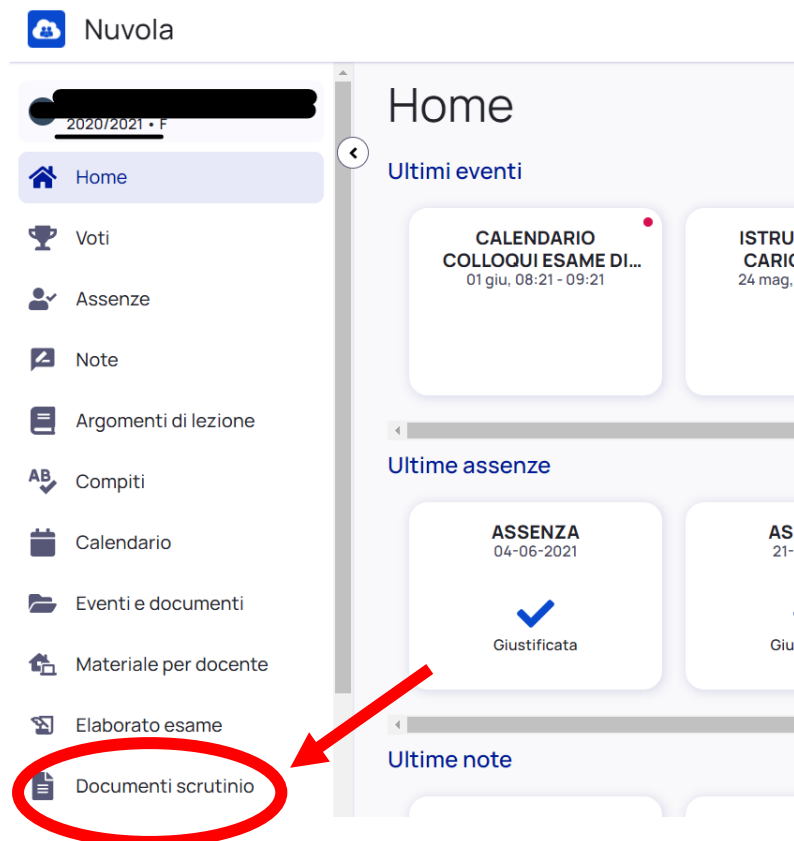 Nuvola
2020/2021 • F
Home
Voti
Assenze
Note
Argomenti di lezione
Compiti
Calendario
Eventi e documenti
Materiale per docente
Elaborato esame
Documenti scrutinio
Home
Ultimi eventi
CALENDARIO
COLLOQUI ESAME DI...
01 giu, 08:21 - 09:21
ISTRU
CARIC
24 mag,
Ultime assenze
ASSENZA
04-06-2021
Giustificata
AS
21-
Giu
Ultime note